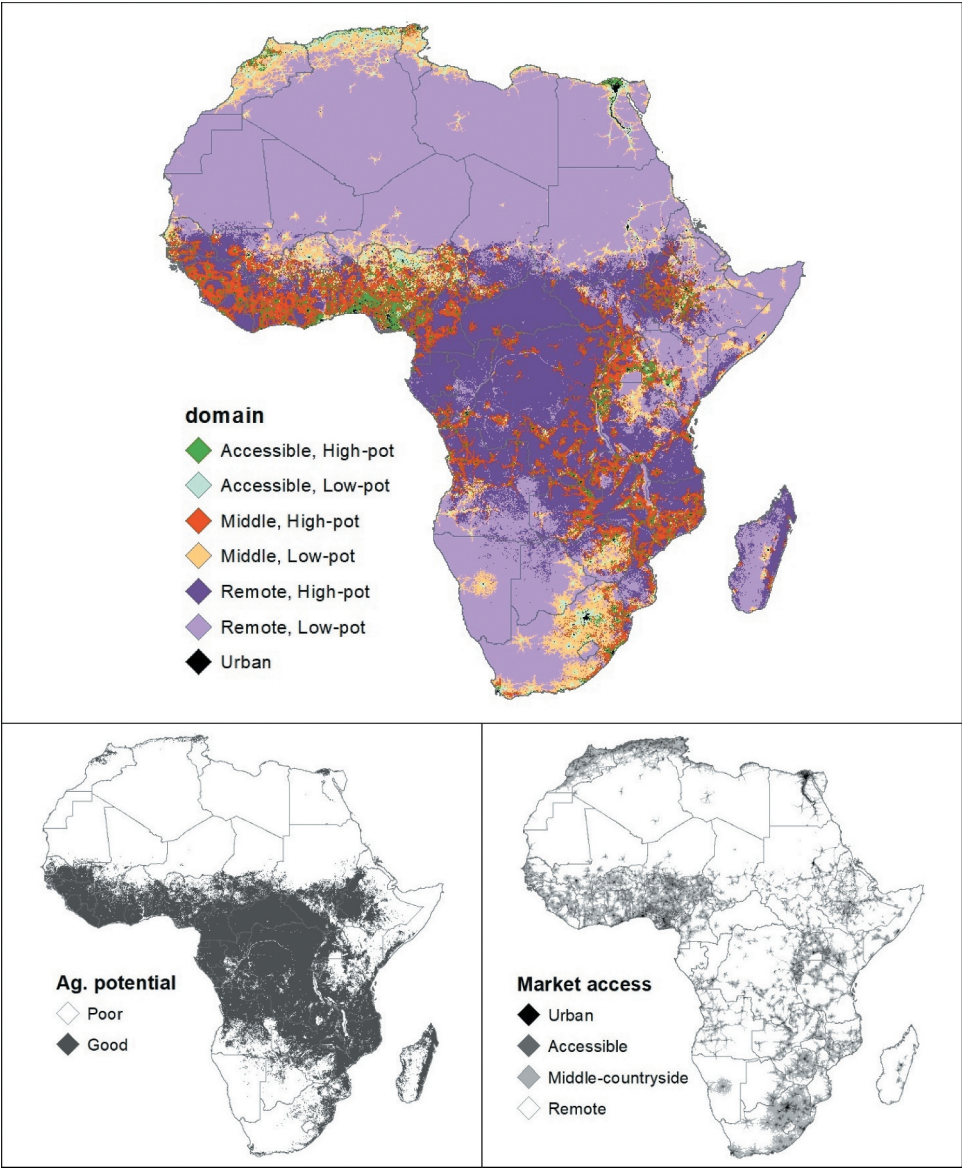 domain
Accessible, High-pot
Accessible, Low-pot
Middle, High-pot
Middle, Low-pot
Remote, High-pot
Remote, Low-pot
Urban
Ag. potential
Poor
Good
Market access
Urban
Accessible
Middle-countryside
Remote